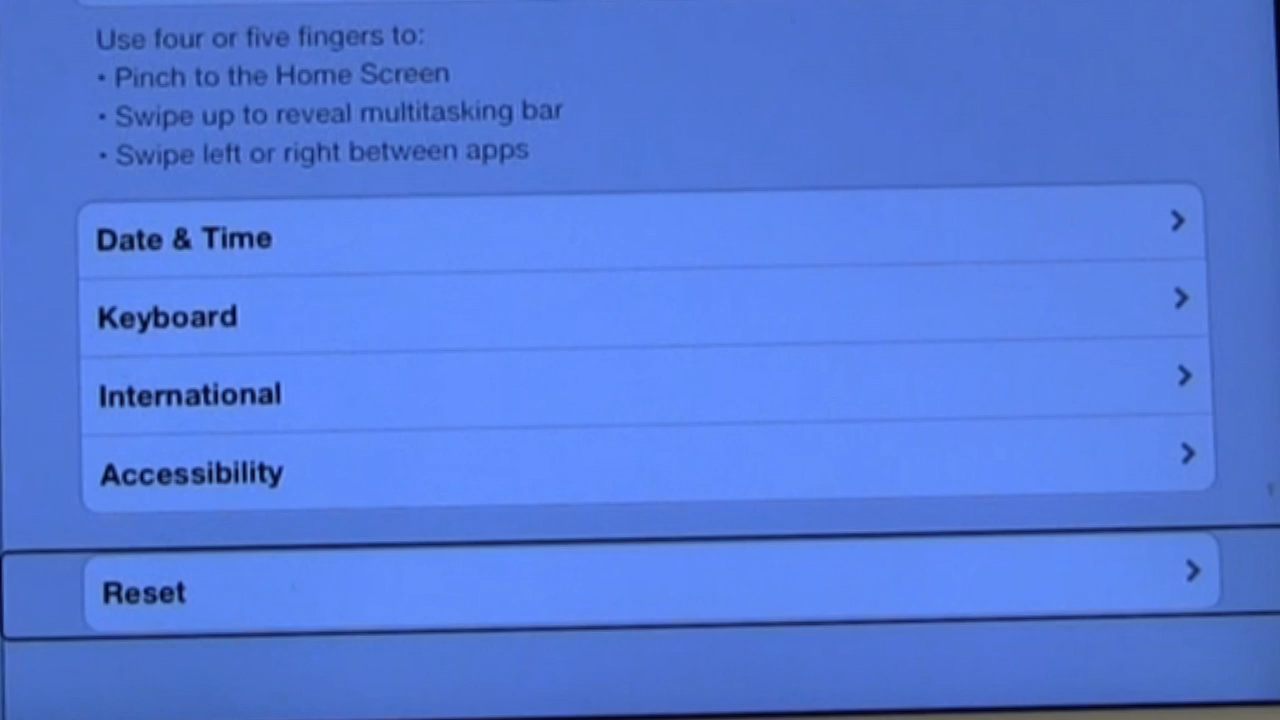 Use four or five fingers to:
• Pinch to the Home Screen
• Swipe up to reveal multitasking bar
• Swipe left or right between apps
Date & Time
Keyboard
International
Accessibility
Reset